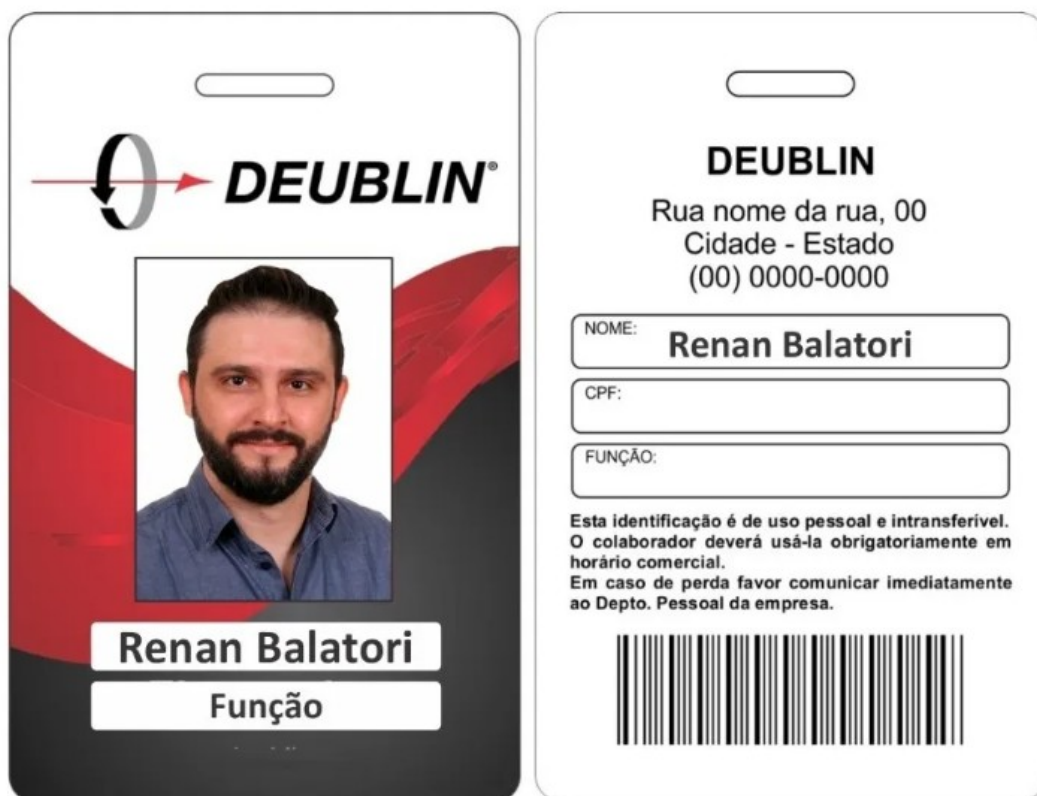 DEUBLIN®
Renan Balatori
Função
DEUBLIN
Rua nome da rua, 00
Cidade - Estado
(00) 0000-0000
NOME: Renan Balatori
CPF:
FUNÇÃO:
Esta identificação é de uso pessoal e intransferível.
O colaborador deverá usá-la obrigatoriamente em
horário comercial.
Em caso de perda favor comunicar imediatamente
ao Depto. Pessoal da empresa.